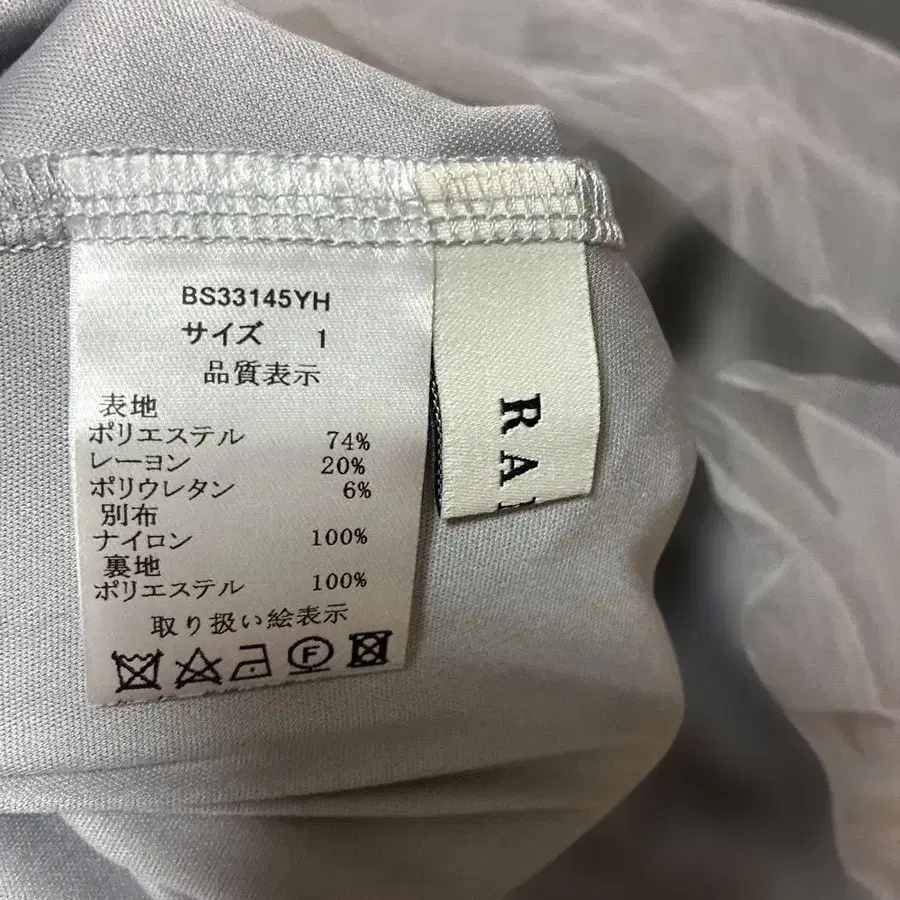 BS33145YH
サイズ 1
品質表示
表地
ポリエステル 74%
レーヨン 20%
ポリウレタン 6%
別布
ナイロン 100%
裏地
ポリエステル 100%
取り扱い絵表示
F
RA